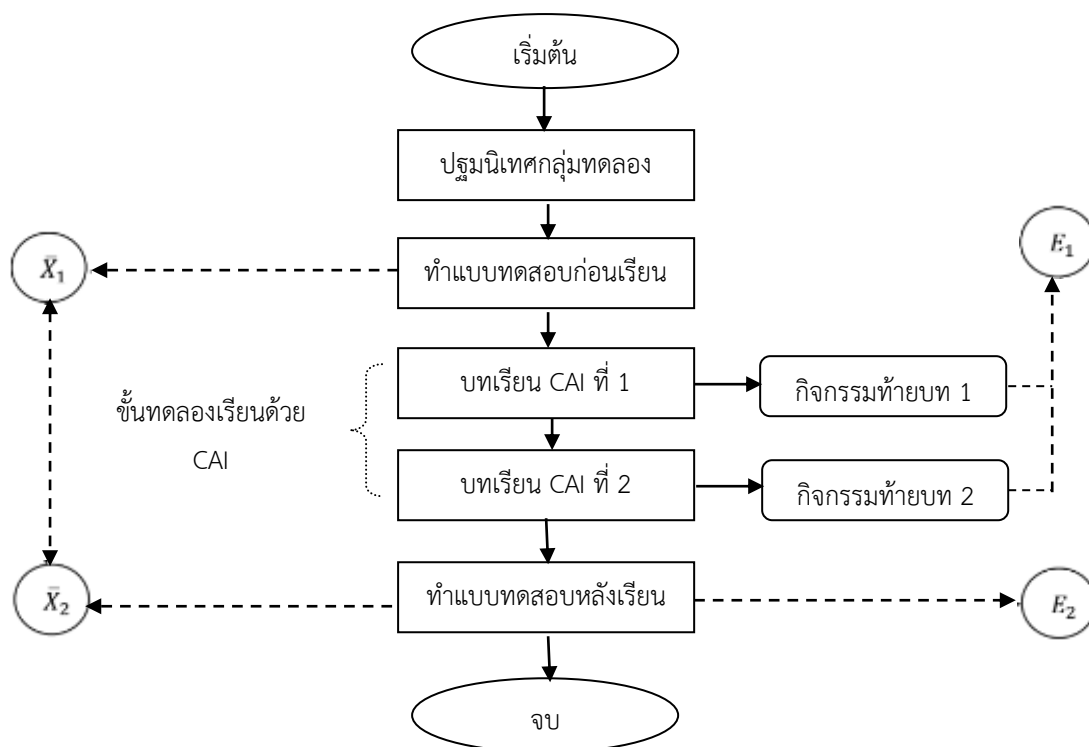 เริ่มต้น
ปฐมนิเทศกลุ่มทดลอง
X̄₁
ทำแบบทดสอบก่อนเรียน
E₁
บทเรียน CAI ที่ 1
กิจกรรมท้ายบท 1
ขั้นทดลองเรียนด้วย
CAI
บทเรียน CAI ที่ 2
กิจกรรมท้ายบท 2
X̄₂
ทำแบบทดสอบหลังเรียน
E₂
จบ